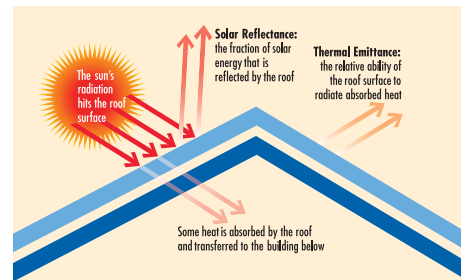 The sun's
radiation
hits the roof
surface
Solar Reflectance:
the fraction of solar
energy that is
reflected by the roof
Thermal Emittance:
the relative ability of
the roof surface to
radiate absorbed heat
Some heat is absorbed by the roof
and transferred to the building below